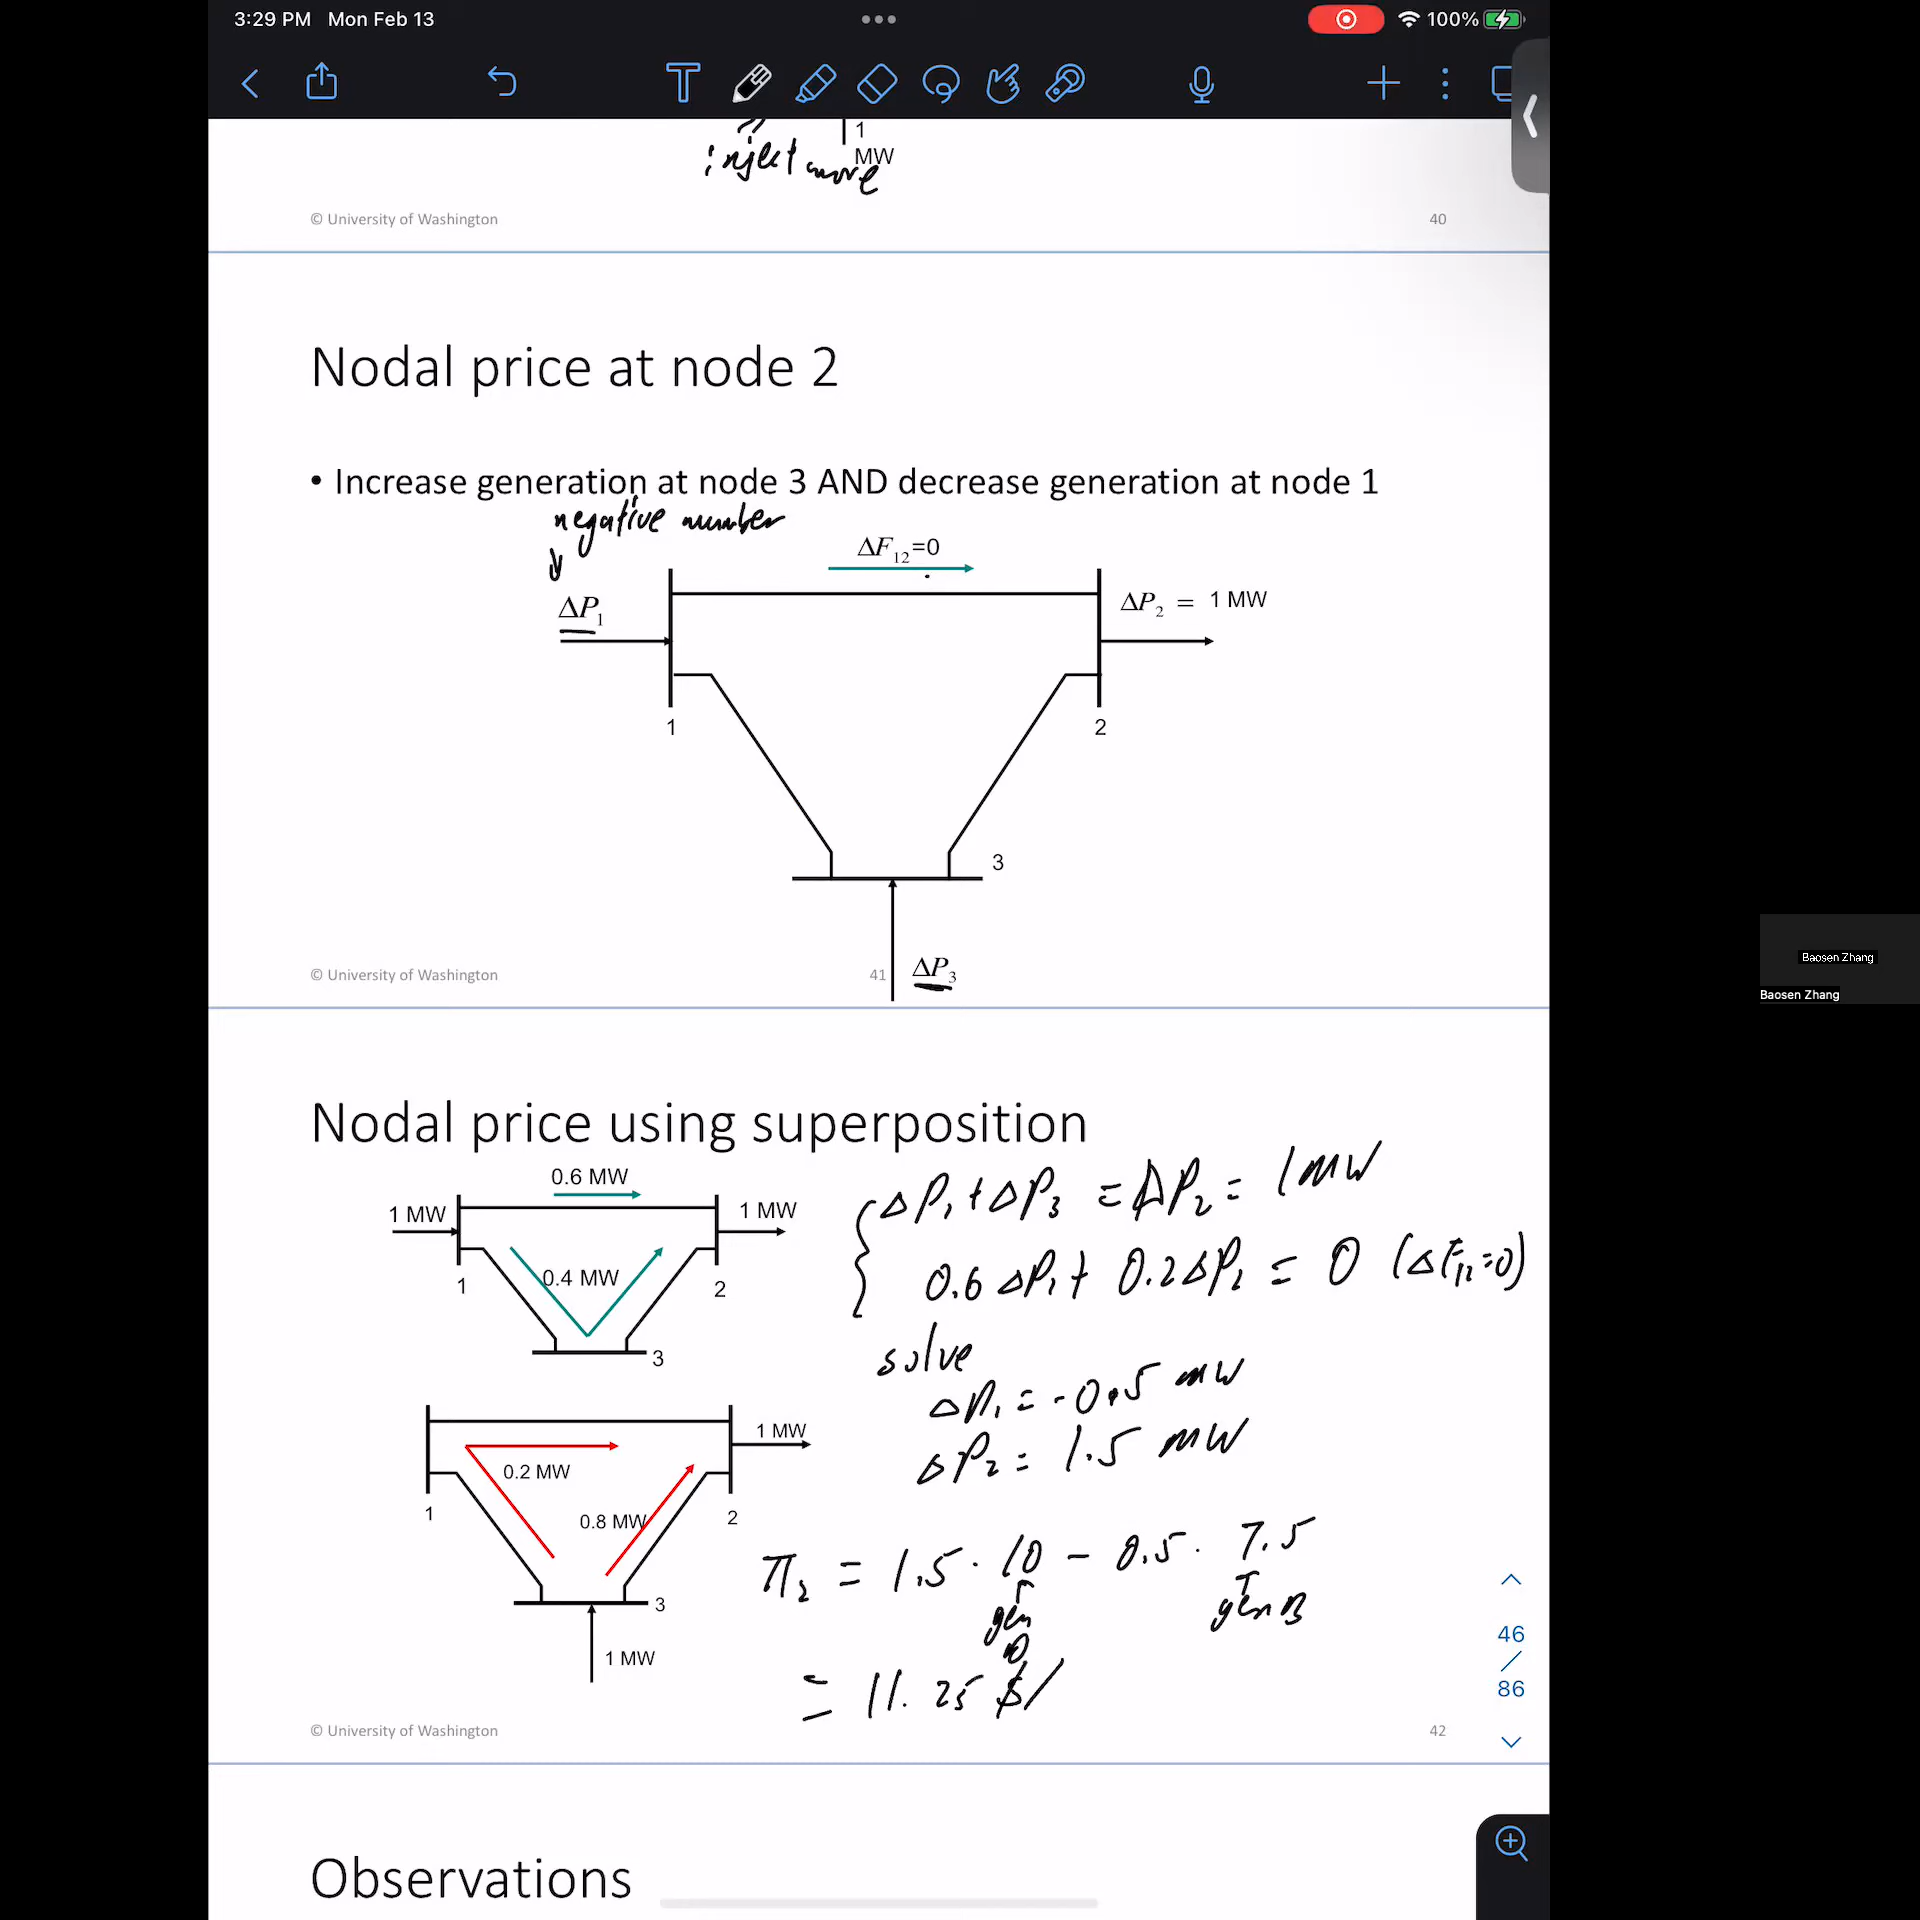 3:29 PM Mon Feb 13
100%
1
MW
inject more
© University of Washington
40
Nodal price at node 2
• Increase generation at node 3 AND decrease generation at node 1
negative number
ΔF12=0
ΔP1
ΔP2 = 1 MW
1
2
3
ΔP3
© University of Washington
41
Baosen Zhang
Baosen Zhang
Nodal price using superposition
0.6 MW
1 MW
1 MW
0.4 MW
1
2
3
ΔP1 + ΔP3 = ΔP2 = 1 MW
0.6 ΔP1 + 0.2 ΔP2 = 0 (ΔF12=0)
solve
ΔP1 = -0.5 MW
ΔP2 = 1.5 MW
1 MW
0.2 MW
0.8 MW
1
2
3
1 MW
π2 = 1.5 · 10 - 0.5 · 7.5
gen D
gen B
= 11.25 $/
46
/
86
© University of Washington
42
Observations